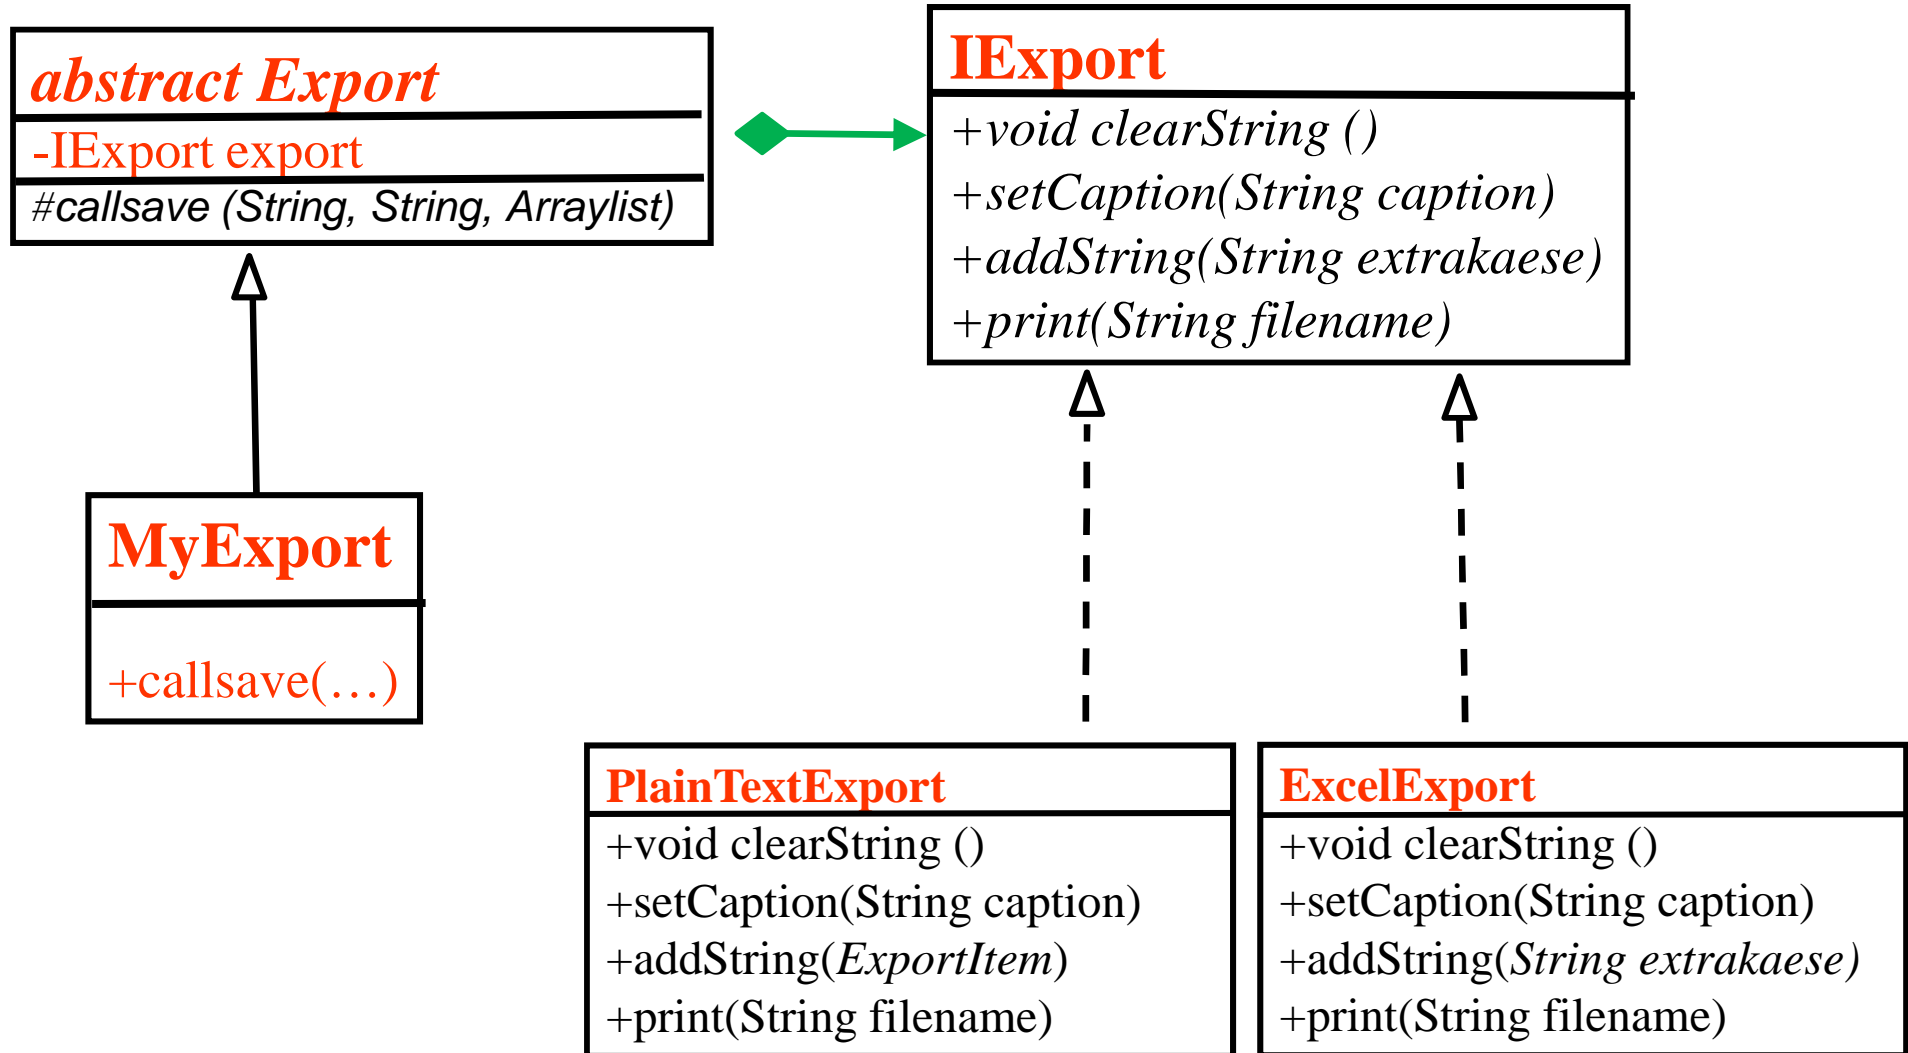 abstract Export
-IExport export
#callsave (String, String, Arraylist)
IExport
+void clearString ()
+setCaption(String caption)
+addString(String extrakaese)
+print(String filename)
MyExport
+callsave(…)
PlainTextExport
+void clearString ()
+setCaption(String caption)
+addString(ExportItem)
+print(String filename)
ExcelExport
+void clearString ()
+setCaption(String caption)
+addString(String extrakaese)
+print(String filename)